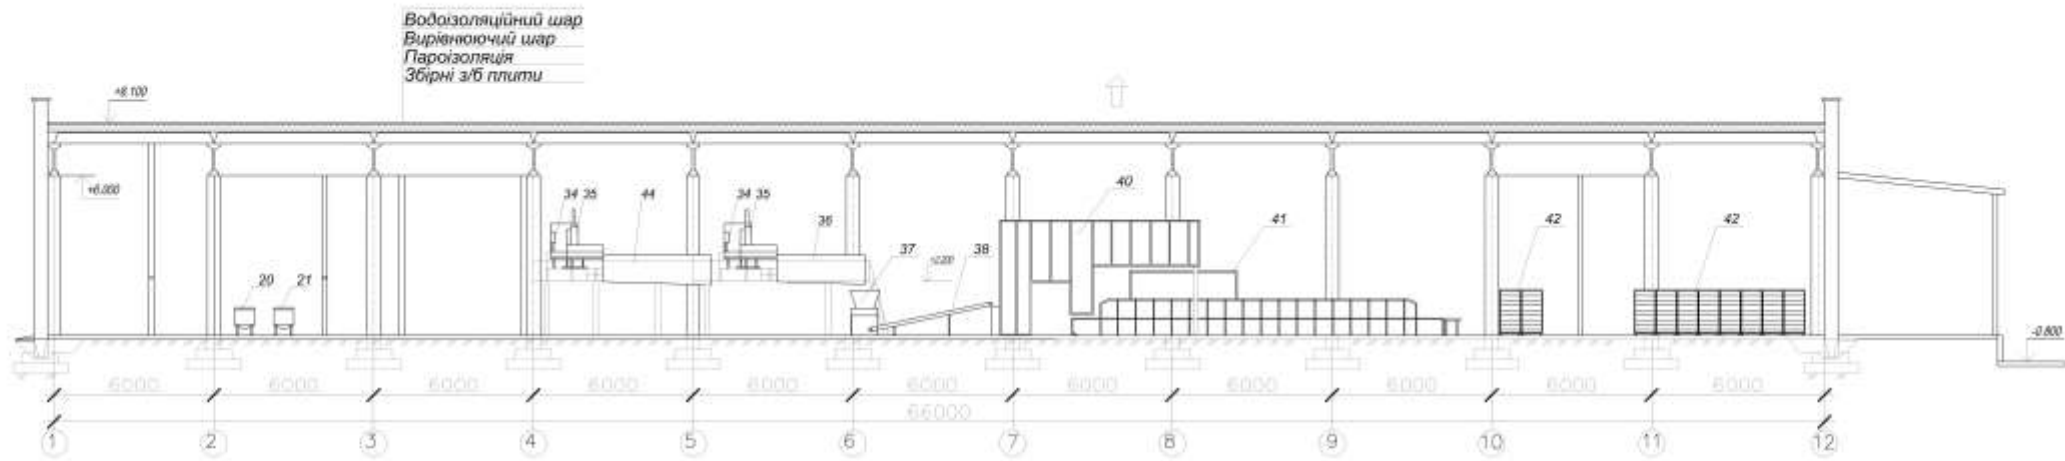 Водоізоляційний шар
Вирівнюючий шар
Пароізоляція
Збірні з/б плити
+8.100
+6.000
34 35 44 34 35 36 40
37 38 41 42 42
20 21
-0.800
6000 6000 6000 6000 6000 6000 6000 6000 6000 6000 6000
66000
1 2 3 4 5 6 7 8 9 10 11 12